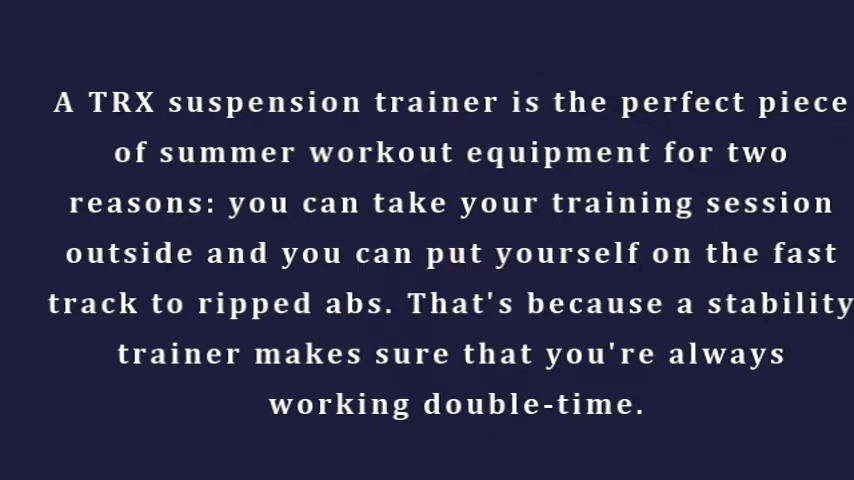 A TRX suspension trainer is the perfect piece
of summer workout equipment for two
reasons: you can take your training session
outside and you can put yourself on the fast
track to ripped abs. That's because a stability
trainer makes sure that you're always
working double-time.